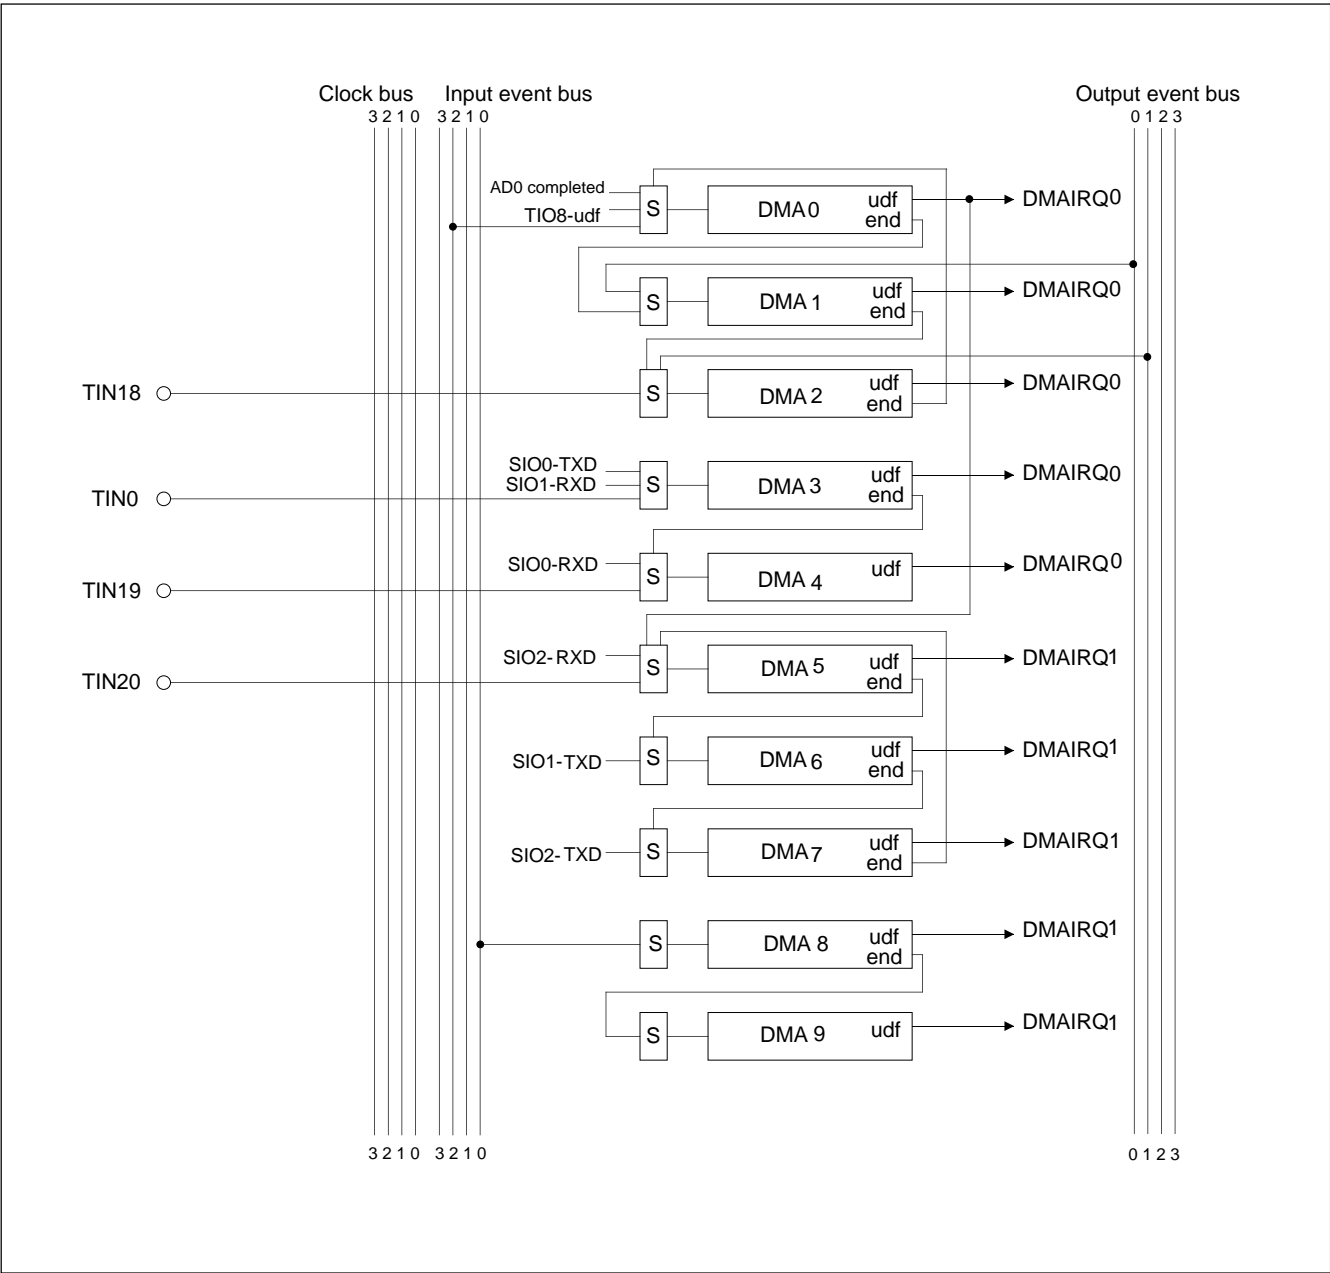 Clock bus Input event bus Output event bus
3 2 1 0 3 2 1 0 0 1 2 3
AD0 completed
TIO8-udf
S DMA0 udf end DMAIRQ0
S DMA 1 udf end DMAIRQ0
TIN18 S DMA 2 udf end DMAIRQ0
SIO0-TXD
SIO1-RXD
TIN0 S DMA 3 udf end DMAIRQ0
SIO0-RXD
TIN19 S DMA 4 udf DMAIRQ0
SIO2-RXD
TIN20 S DMA 5 udf end DMAIRQ1
SIO1-TXD S DMA 6 udf end DMAIRQ1
SIO2-TXD S DMA7 udf end DMAIRQ1
S DMA 8 udf end DMAIRQ1
S DMA 9 udf DMAIRQ1
3 2 1 0 3 2 1 0 0 1 2 3